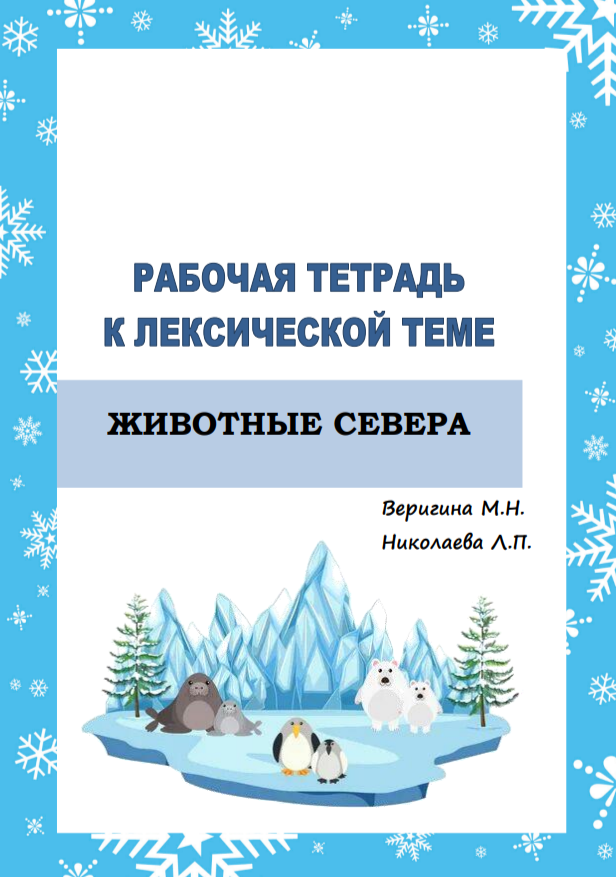 РАБОЧАЯ ТЕТРАДЬ
К ЛЕКСИЧЕСКОЙ ТЕМЕ
ЖИВОТНЫЕ СЕВЕРА
Веригина М.Н.
Николаева Л.П.